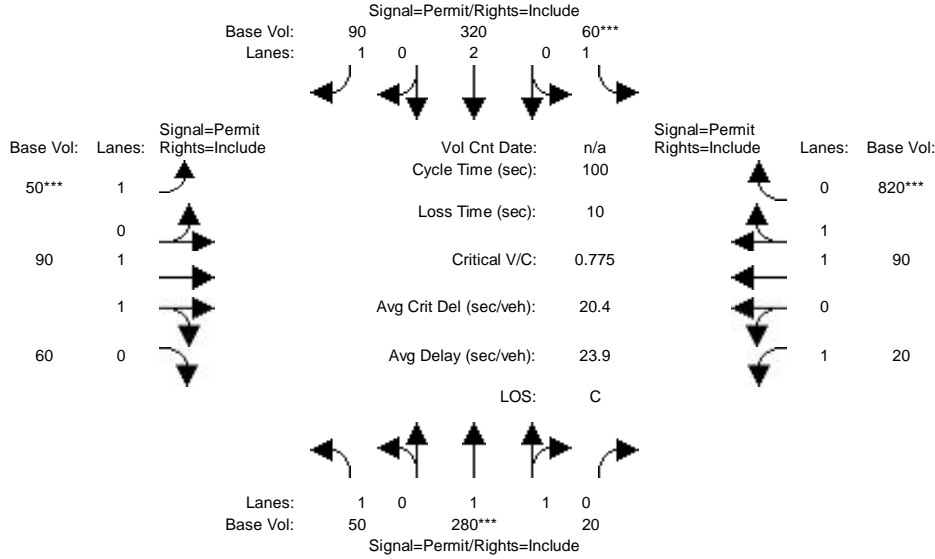 Signal=Permit/Rights=Include
Base Vol: 90 320 60***
Lanes: 1 0 2 0 1
Signal=Permit Signal=Permit
Base Vol: Lanes: Rights=Include Vol Cnt Date: n/a Rights=Include Lanes: Base Vol:
Cycle Time (sec): 100
50*** 1 0 820***
Loss Time (sec): 10
0 1
90 1 Critical V/C: 0.775 1 90
1 Avg Crit Del (sec/veh): 20.4 0
60 0 Avg Delay (sec/veh): 23.9 1 20
LOS: C
Lanes: 1 0 1 1 0
Base Vol: 50 280*** 20
Signal=Permit/Rights=Include